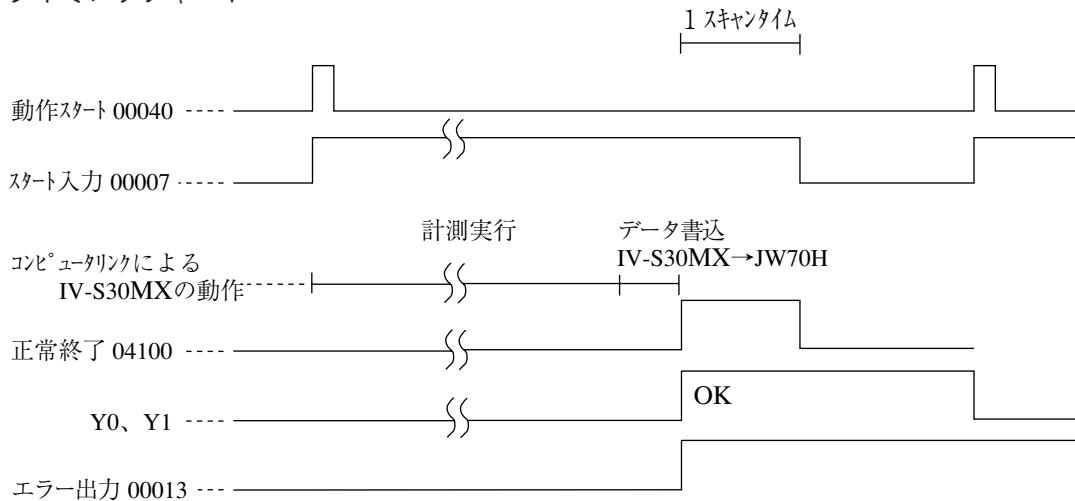 1 スキャンタイム
動作スタート 00040
スタート入力 00007
計測実行
データ書込
IV-S30MX→JW70H
コンピュータリンクによる
IV-S30MXの動作
正常終了 04100
OK
Y0、Y1
エラー出力 00013